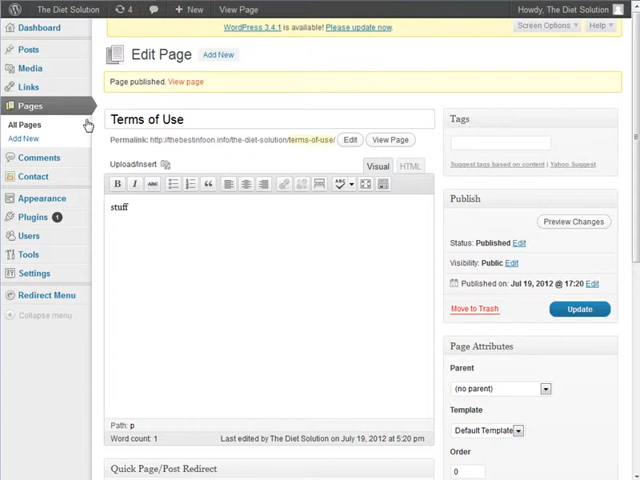 The Diet Solution 4 + New View Page Howdy, The Diet Solution
Screen Options Help
WordPress 3.4.1 is available! Please update now.
Dashboard
Posts
Media
Links
Pages
All Pages
Add New
Comments
Contact
Appearance
Plugins 1
Users
Tools
Settings
Redirect Menu
Collapse menu
Edit Page Add New
Page published. View page
Terms of Use
Permalink: http://thebestinfoon.info/the-diet-solution/terms-of-use/ Edit View Page
Upload/Insert Visual HTML
B I ABC
stuff
Path: p
Word count: 1 Last edited by The Diet Solution on July 19, 2012 at 5:20 pm
Quick Page/Post Redirect
Tags
Suggest tags based on content | Yahoo Suggest
Publish
Preview Changes
Status: Published Edit
Visibility: Public Edit
Published on: Jul 19, 2012 @ 17:20 Edit
Move to Trash Update
Page Attributes
Parent
(no parent)
Template
Default Template
Order
0